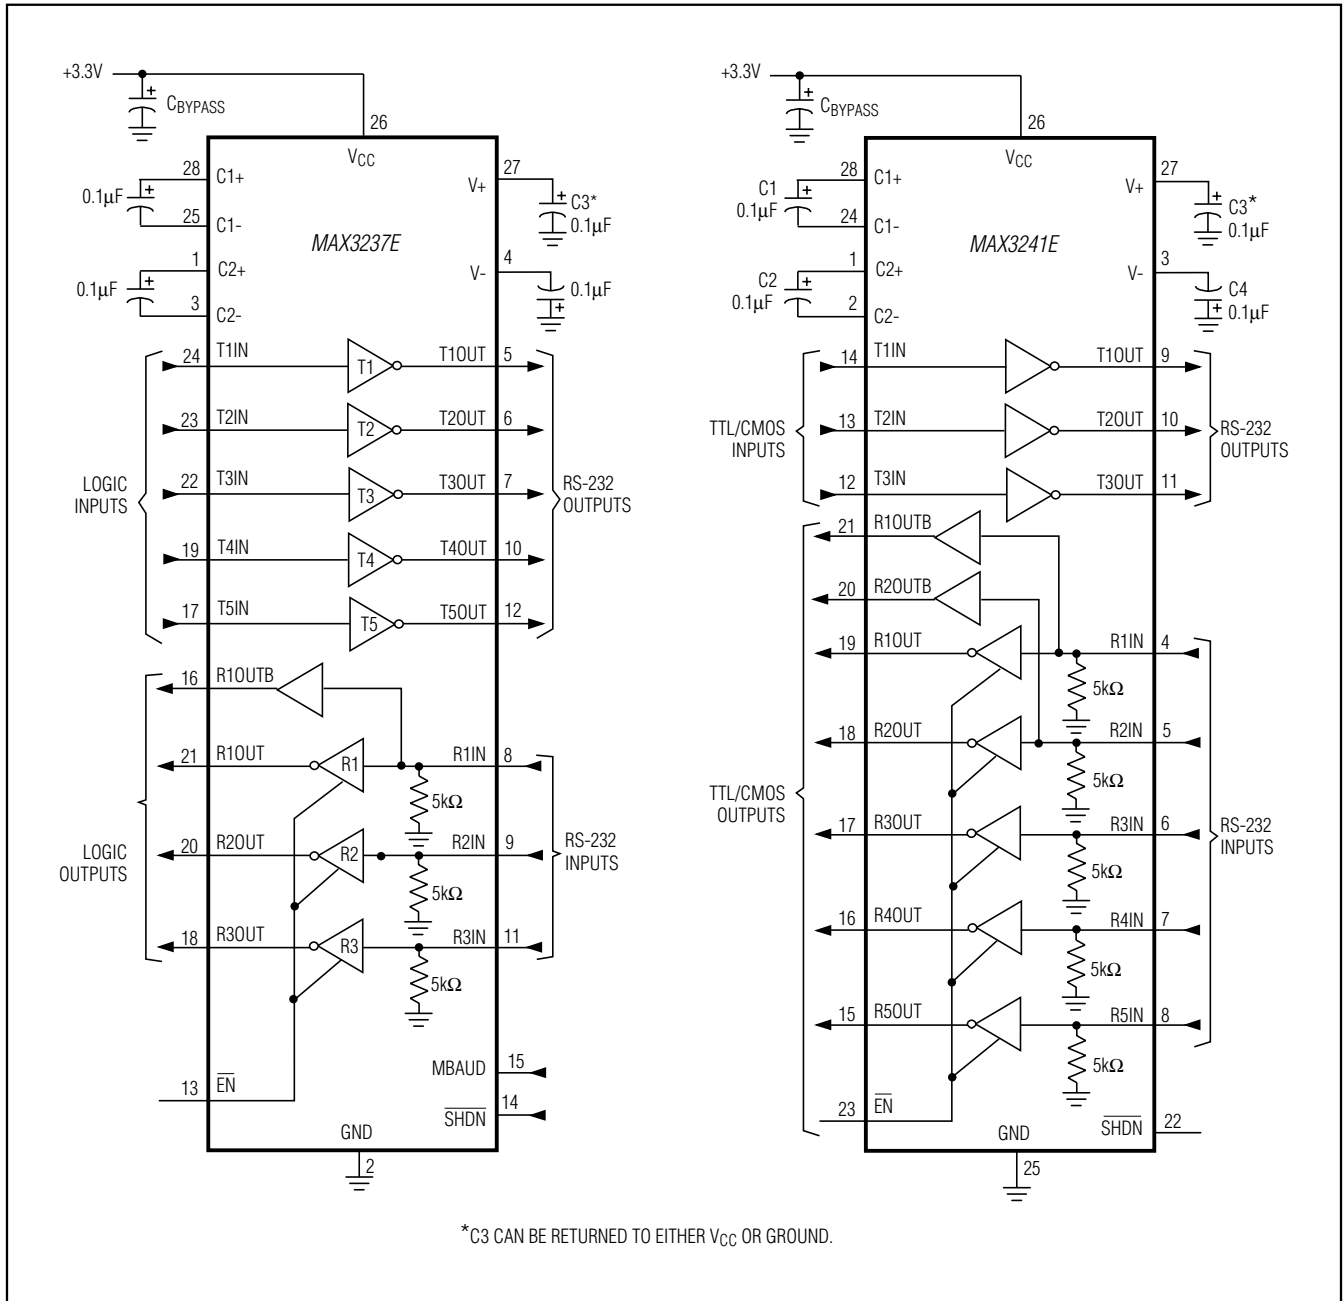 +3.3V
CBYPASS
26
VCC
28
C1+
0.1µF
25
C1-
27
V+
C3*
0.1µF
MAX3237E
1
C2+
0.1µF
3
C2-
4
V-
0.1µF
24
T1IN
T1
T1OUT
5
23
T2IN
T2
T2OUT
6
22
T3IN
T3
T3OUT
7
LOGIC
INPUTS
RS-232
OUTPUTS
19
T4IN
T4
T4OUT
10
17
T5IN
T5
T5OUT
12
16
R1OUTB
21
R1OUT
R1
R1IN
8
5kΩ
20
R2OUT
R2
R2IN
9
5kΩ
LOGIC
OUTPUTS
RS-232
INPUTS
18
R3OUT
R3
R3IN
11
5kΩ
MBAUD
15
13
EN
SHDN
14
GND
2
+3.3V
CBYPASS
26
VCC
28
C1+
C1
0.1µF
24
C1-
27
V+
C3*
0.1µF
MAX3241E
1
C2+
C2
0.1µF
2
C2-
3
V-
C4
0.1µF
14
T1IN
T1OUT
9
13
T2IN
T2OUT
10
TTL/CMOS
INPUTS
RS-232
OUTPUTS
12
T3IN
T3OUT
11
21
R1OUTB
20
R2OUTB
19
R1OUT
R1IN
4
5kΩ
18
R2OUT
R2IN
5
5kΩ
TTL/CMOS
OUTPUTS
17
R3OUT
R3IN
6
5kΩ
RS-232
INPUTS
16
R4OUT
R4IN
7
5kΩ
15
R5OUT
R5IN
8
5kΩ
23
EN
SHDN
22
GND
25
*C3 CAN BE RETURNED TO EITHER VCC OR GROUND.